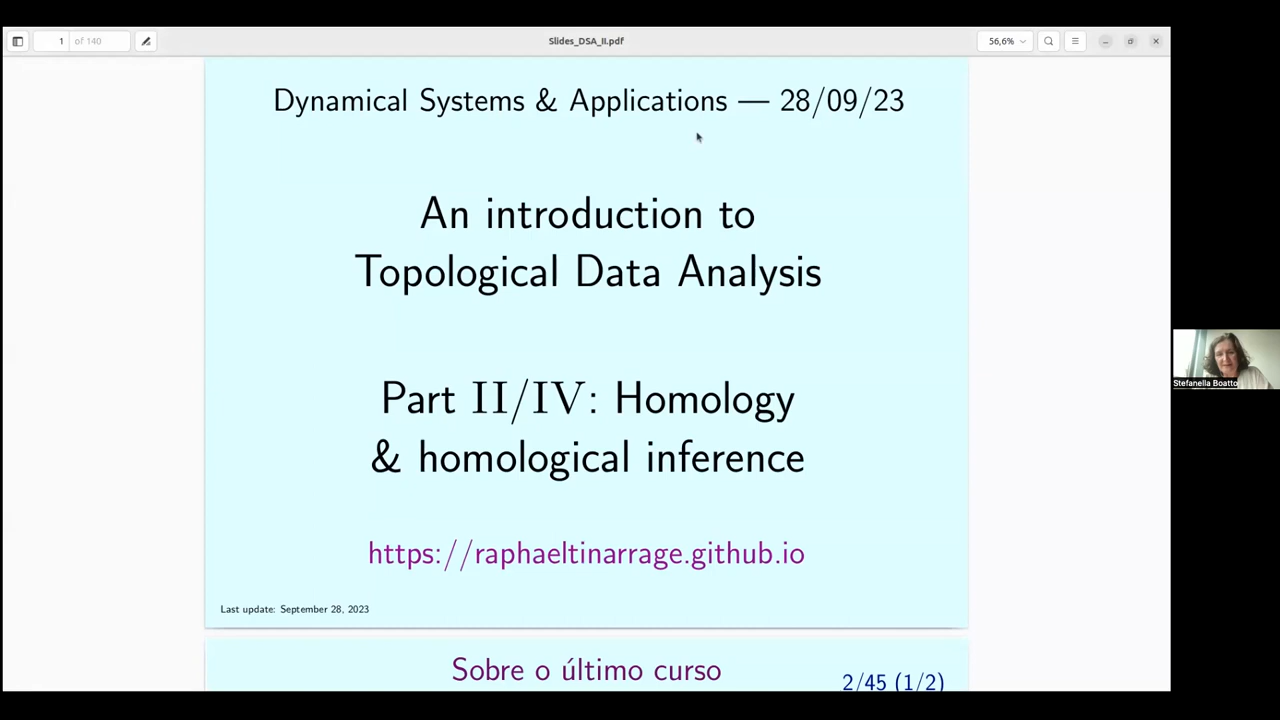 1 of 140
Slides_DSA_II.pdf
56,6%
Dynamical Systems & Applications — 28/09/23
An introduction to
Topological Data Analysis
Part II/IV: Homology
& homological inference
https://raphaeltinarrage.github.io
Last update: September 28, 2023
Sobre o último curso
2/45 (1/2)
Stefanella Boatto